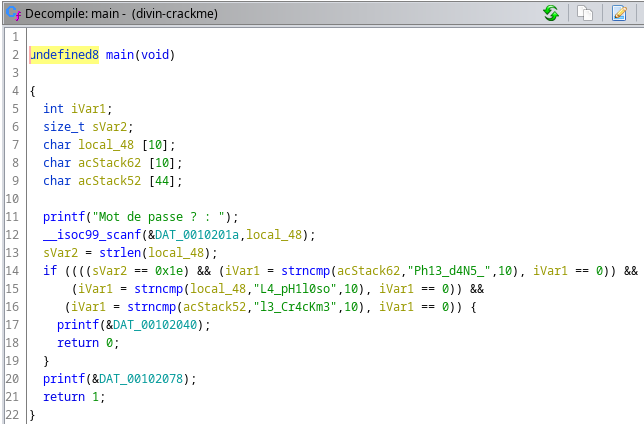 Decompile: main - (divin-crackme)
1
2 undefined8 main(void)
3
4 {
5 int iVar1;
6 size_t sVar2;
7 char local_48 [10];
8 char acStack62 [10];
9 char acStack52 [44];
10
11 printf("Mot de passe ? : ");
12 __isoc99_scanf(&DAT_0010201a,local_48);
13 sVar2 = strlen(local_48);
14 if ((((sVar2 == 0x1e) && (iVar1 = strncmp(acStack62,"Ph13_d4N5_",10), iVar1 == 0)) &&
15 (iVar1 = strncmp(local_48,"L4_pH1l0so",10), iVar1 == 0)) &&
16 (iVar1 = strncmp(acStack52,"l3_Cr4cKm3",10), iVar1 == 0)) {
17 printf(&DAT_00102040);
18 return 0;
19 }
20 printf(&DAT_00102078);
21 return 1;
22 }